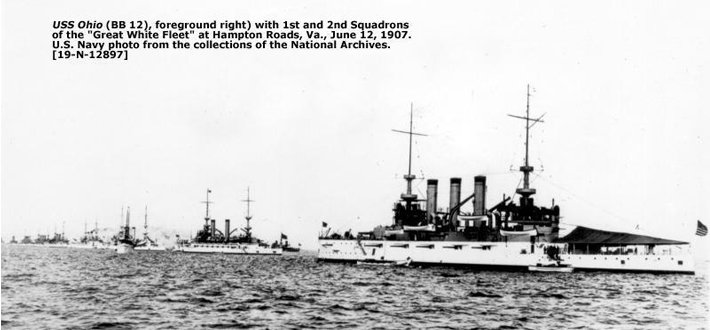 USS Ohio (BB 12), foreground right) with 1st and 2nd Squadrons
of the "Great White Fleet" at Hampton Roads, Va., June 12, 1907.
U.S. Navy photo from the collections of the National Archives.
[19-N-12897]